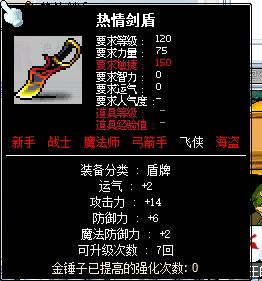 热情剑盾
要求等级： 120
要求力量： 75
要求敏捷： 150
要求智力： 0
要求运气： 0
要求人气度： -
道具等级： -
道具经验值： -
新手 战士 魔法师 弓箭手 飞侠 海盗
装备分类 : 盾牌
运气 : +2
攻击力 : +14
防御力 : +6
魔法防御力 : +2
可升级次数 : 7回
金锤子已提高的强化次数: 0